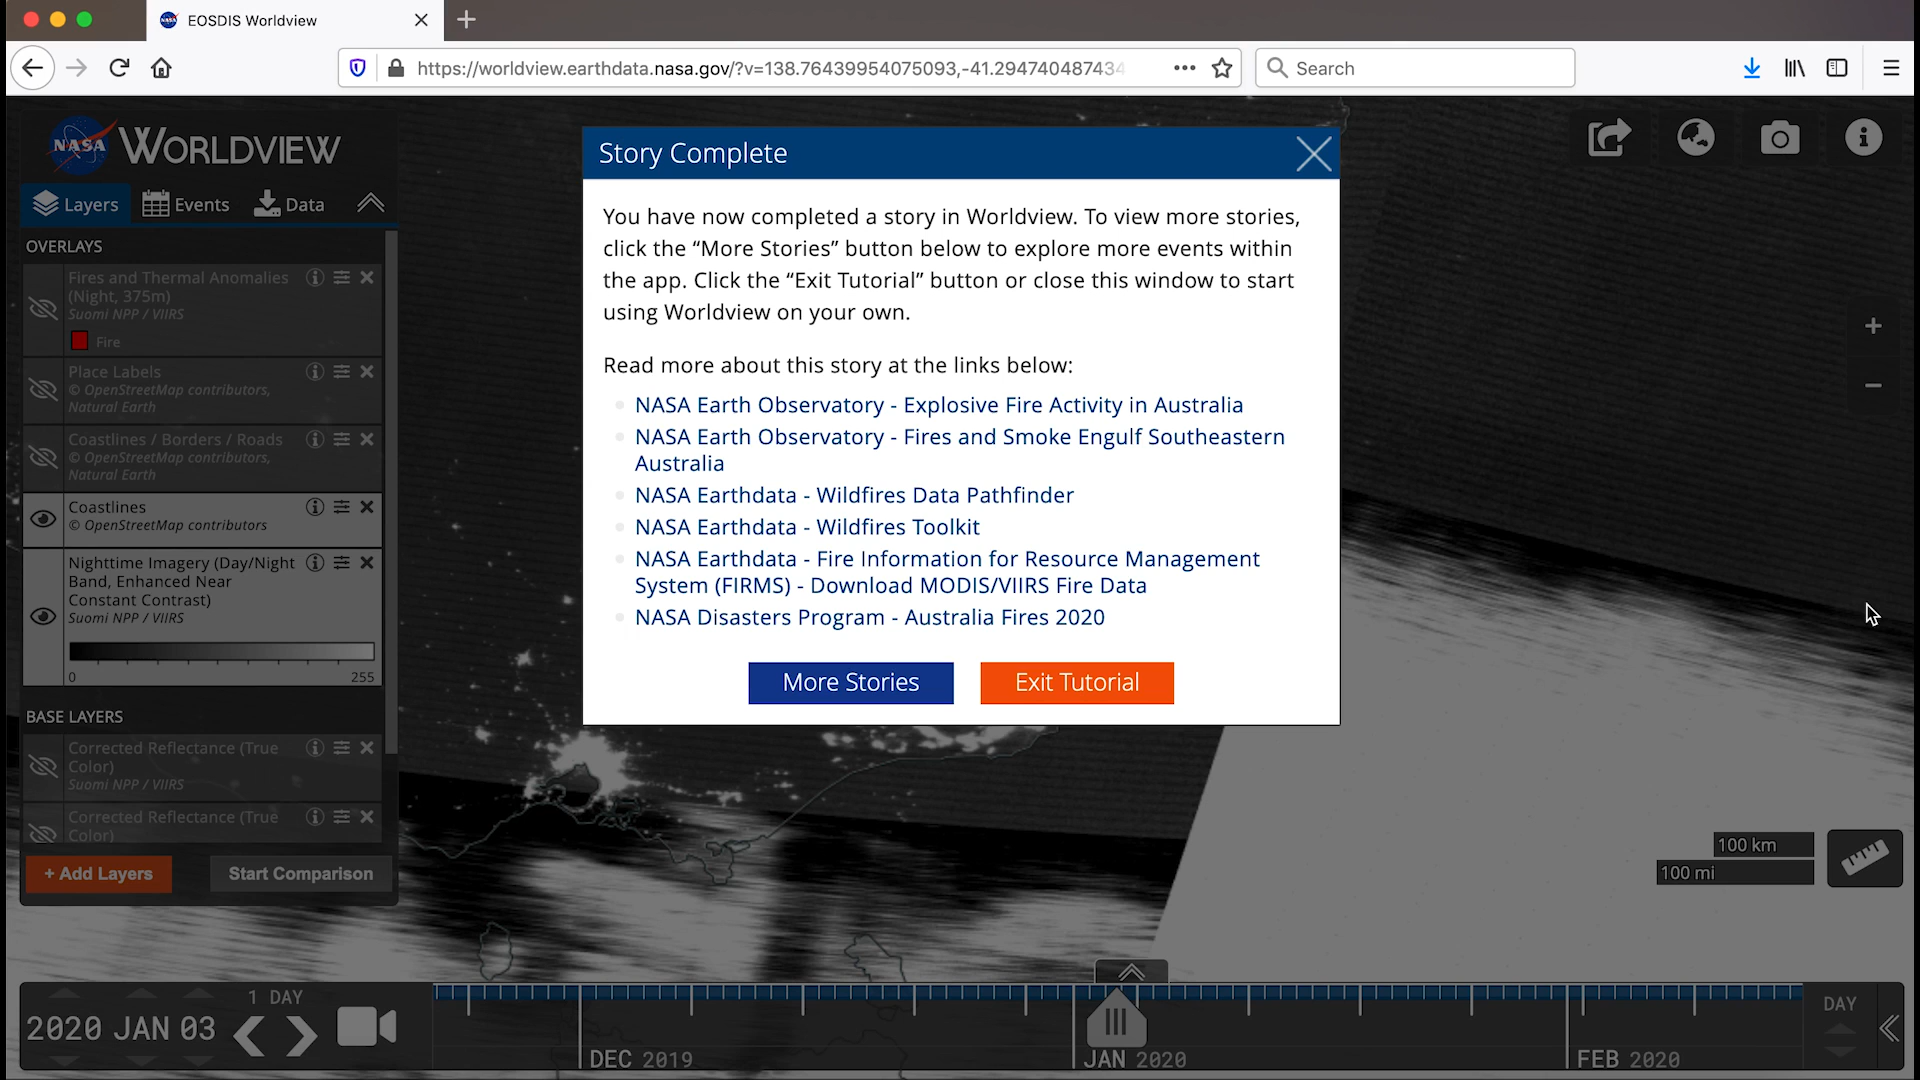 EOSDIS Worldview
https://worldview.earthdata.nasa.gov/?v=138.76439954075093,-41.294740487434
Search
NASA WORLDVIEW
Layers
Events
Data
OVERLAYS
Fires and Thermal Anomalies
(Night, 375m)
Suomi NPP / VIIRS
Fire
Place Labels
© OpenStreetMap contributors,
Natural Earth
Coastlines / Borders / Roads
© OpenStreetMap contributors,
Natural Earth
Coastlines
© OpenStreetMap contributors
Nighttime Imagery (Day/Night
Band, Enhanced Near
Constant Contrast)
Suomi NPP / VIIRS
0
255
BASE LAYERS
Corrected Reflectance (True
Color)
Suomi NPP / VIIRS
Corrected Reflectance (True
Color)
+ Add Layers
Start Comparison
Story Complete
You have now completed a story in Worldview. To view more stories,
click the “More Stories” button below to explore more events within
the app. Click the “Exit Tutorial” button or close this window to start
using Worldview on your own.
Read more about this story at the links below:
NASA Earth Observatory - Explosive Fire Activity in Australia
NASA Earth Observatory - Fires and Smoke Engulf Southeastern
Australia
NASA Earthdata - Wildfires Data Pathfinder
NASA Earthdata - Wildfires Toolkit
NASA Earthdata - Fire Information for Resource Management
System (FIRMS) - Download MODIS/VIIRS Fire Data
NASA Disasters Program - Australia Fires 2020
More Stories
Exit Tutorial
100 km
100 mi
1 DAY
2020 JAN 03
DEC 2019
JAN 2020
FEB 2020
DAY